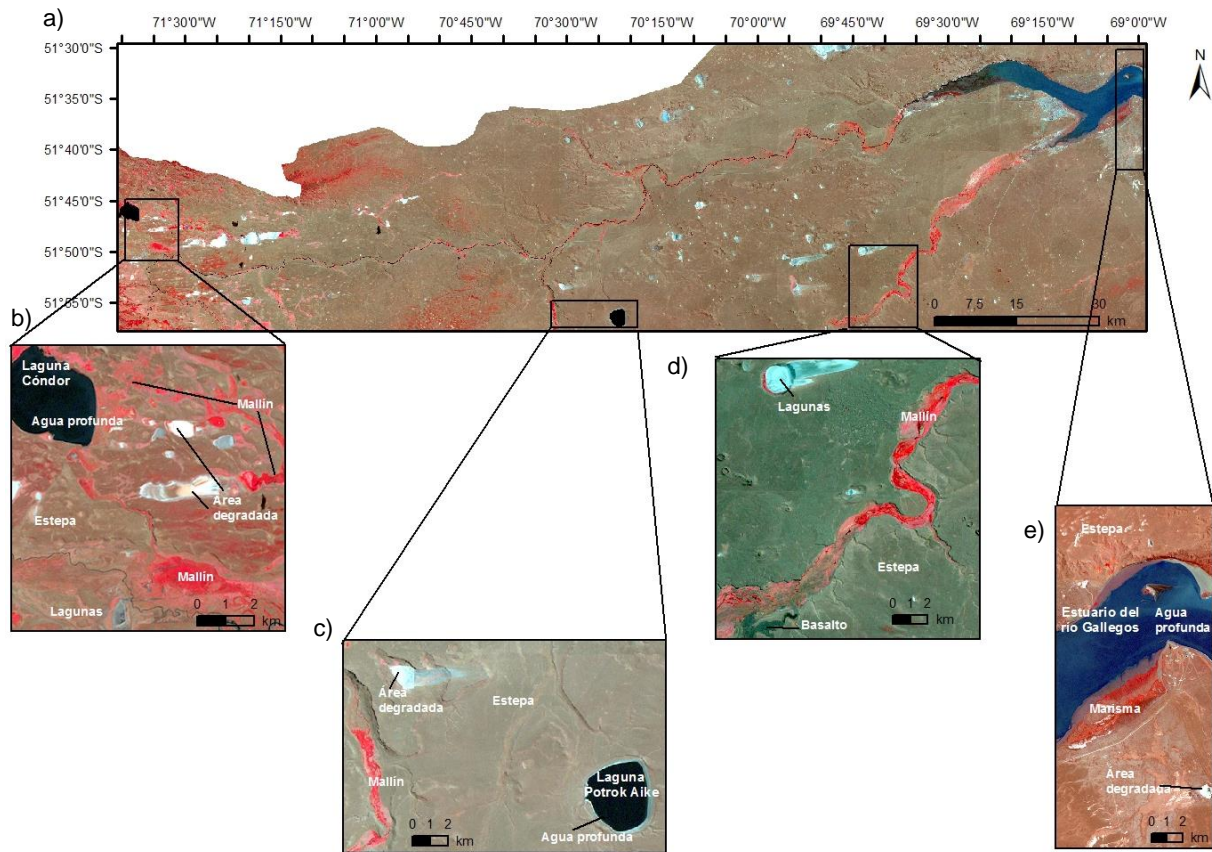 a)
71°30'0"W 71°15'0"W 71°0'0"W 70°45'0"W 70°30'0"W 70°15'0"W 70°0'0"W 69°45'0"W 69°30'0"W 69°15'0"W 69°0'0"W
51°30'0"S
51°35'0"S
51°40'0"S
51°45'0"S
51°50'0"S
51°55'0"S
N
0 7,5 15 30
km
b)
Laguna
Cóndor
Agua profunda
Mallín
Área
degradada
Estepa
Mallín
Lagunas
0 1 2
km
c)
Área
degradada
Estepa
Mallín
Laguna
Potrok Aike
Agua profunda
0 1 2
km
d)
Lagunas
Mallín
Estepa
Basalto
0 1 2
km
e)
Estepa
Estuario del
río Gallegos
Agua
profunda
Marisma
Área
degradada
0 1 2
km